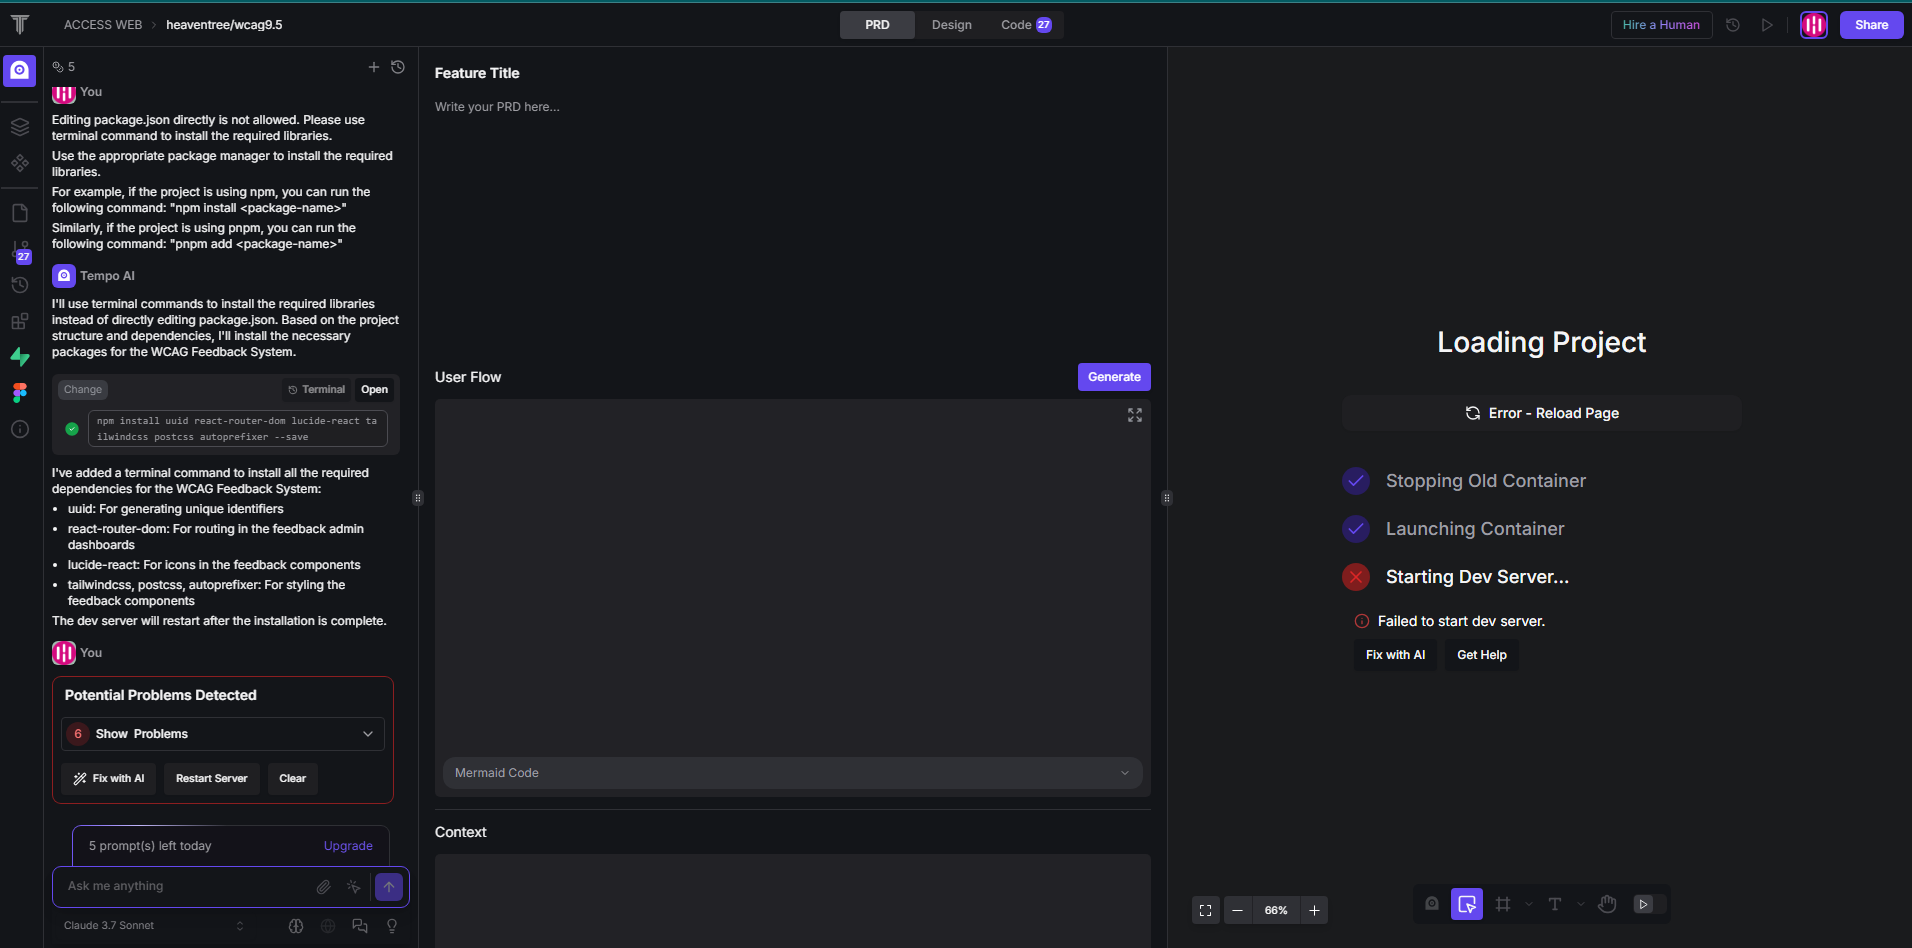 ACCESS WEB > heaventree/wcag9.5
PRD
Design
Code 27
Hire a Human
Share
5
You
Editing package.json directly is not allowed. Please use
terminal command to install the required libraries.
Use the appropriate package manager to install the required
libraries.
For example, if the project is using npm, you can run the
following command: "npm install <package-name>"
Similarly, if the project is using pnpm, you can run the
following command: "pnpm add <package-name>"
27
Tempo AI
I'll use terminal commands to install the required libraries
instead of directly editing package.json. Based on the project
structure and dependencies, I'll install the necessary
packages for the WCAG Feedback System.
Change
Terminal
Open
npm install uuid react-router-dom lucide-react ta
ilwindcss postcss autoprefixer --save
I've added a terminal command to install all the required
dependencies for the WCAG Feedback System:
• uuid: For generating unique identifiers
• react-router-dom: For routing in the feedback admin
dashboards
• lucide-react: For icons in the feedback components
• tailwindcss, postcss, autoprefixer: For styling the
feedback components
The dev server will restart after the installation is complete.
You
Potential Problems Detected
6 Show Problems
Fix with AI
Restart Server
Clear
5 prompt(s) left today
Upgrade
Ask me anything
Claude 3.7 Sonnet
Feature Title
Write your PRD here...
User Flow
Generate
Mermaid Code
Context
Loading Project
Error - Reload Page
Stopping Old Container
Launching Container
Starting Dev Server...
Failed to start dev server.
Fix with AI
Get Help
66%